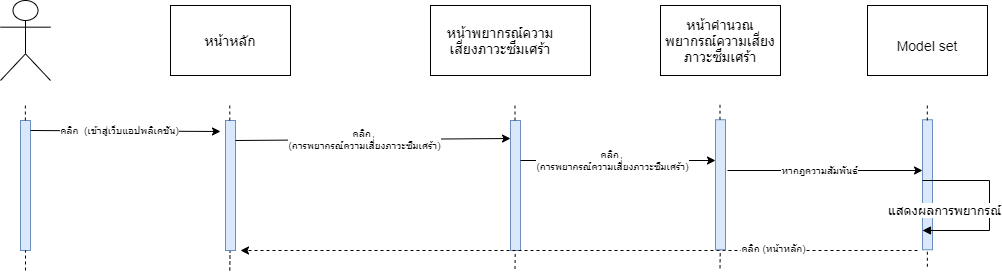 หน้าหลัก
หน้าพยากรณ์ความ
เสี่ยงภาวะซึมเศร้า
หน้าคำนวณ
พยากรณ์ความเสี่ยง
ภาวะซึมเศร้า
Model set
คลิก (เข้าสู่เว็บแอปพลิเคชัน)
คลิก
(การพยากรณ์ความเสี่ยงภาวะซึมเศร้า)
คลิก
(การพยากรณ์ความเสี่ยงภาวะซึมเศร้า)
หากฎความสัมพันธ์
แสดงผลการพยากรณ์
คลิก (หน้าหลัก)